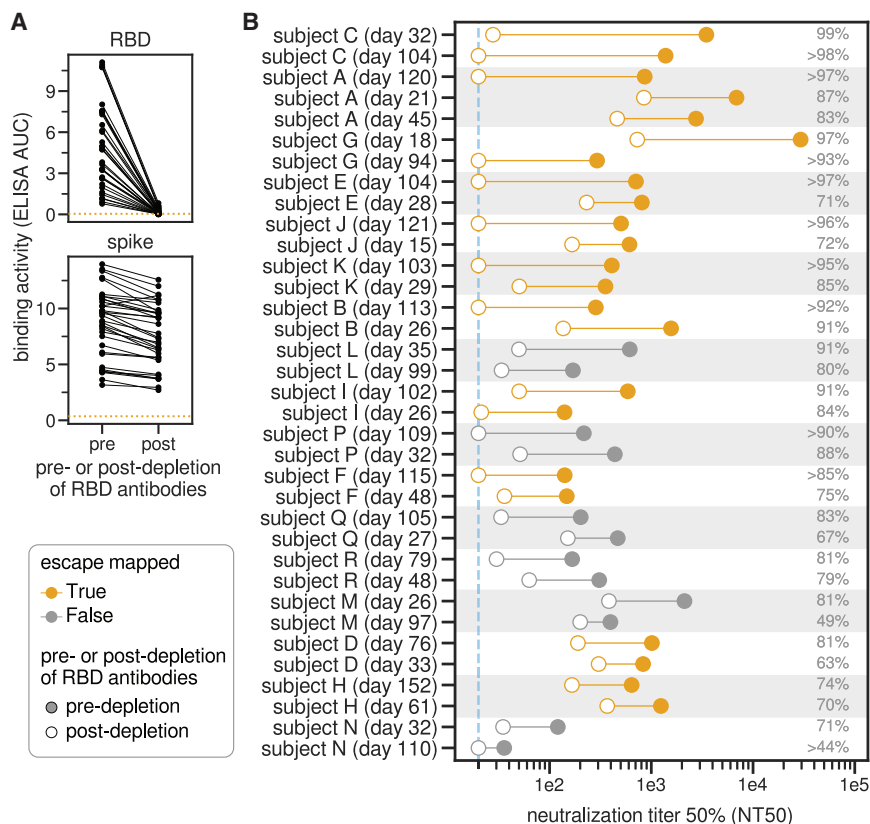 A
RBD
9
6
3
0
spike
10
5
0
binding activity (ELISA AUC)
pre post
pre- or post-depletion
of RBD antibodies
escape mapped
True
False
pre- or post-depletion
of RBD antibodies
pre-depletion
post-depletion
B
subject C (day 32) 99%
subject C (day 104) >98%
subject A (day 120) >97%
subject A (day 21) 87%
subject A (day 45) 83%
subject G (day 18) 97%
subject G (day 94) >93%
subject E (day 104) >97%
subject E (day 28) 71%
subject J (day 121) >96%
subject J (day 15) 72%
subject K (day 103) >95%
subject K (day 29) 85%
subject B (day 113) >92%
subject B (day 26) 91%
subject L (day 35) 91%
subject L (day 99) 80%
subject I (day 102) 91%
subject I (day 26) 84%
subject P (day 109) >90%
subject P (day 32) 88%
subject F (day 115) >85%
subject F (day 48) 75%
subject Q (day 105) 83%
subject Q (day 27) 67%
subject R (day 79) 81%
subject R (day 48) 79%
subject M (day 26) 81%
subject M (day 97) 49%
subject D (day 76) 81%
subject D (day 33) 63%
subject H (day 152) 74%
subject H (day 61) 70%
subject N (day 32) 71%
subject N (day 110) >44%
1e2 1e3 1e4 1e5
neutralization titer 50% (NT50)